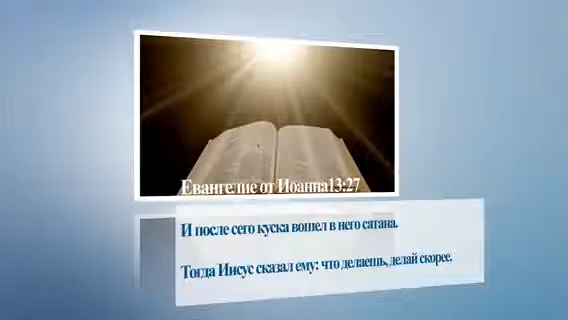 Евангелие от Иоанна13:27
И после сего куска вошел в него сатана.
Тогда Иисус сказал ему: что делаешь, делай скорее.